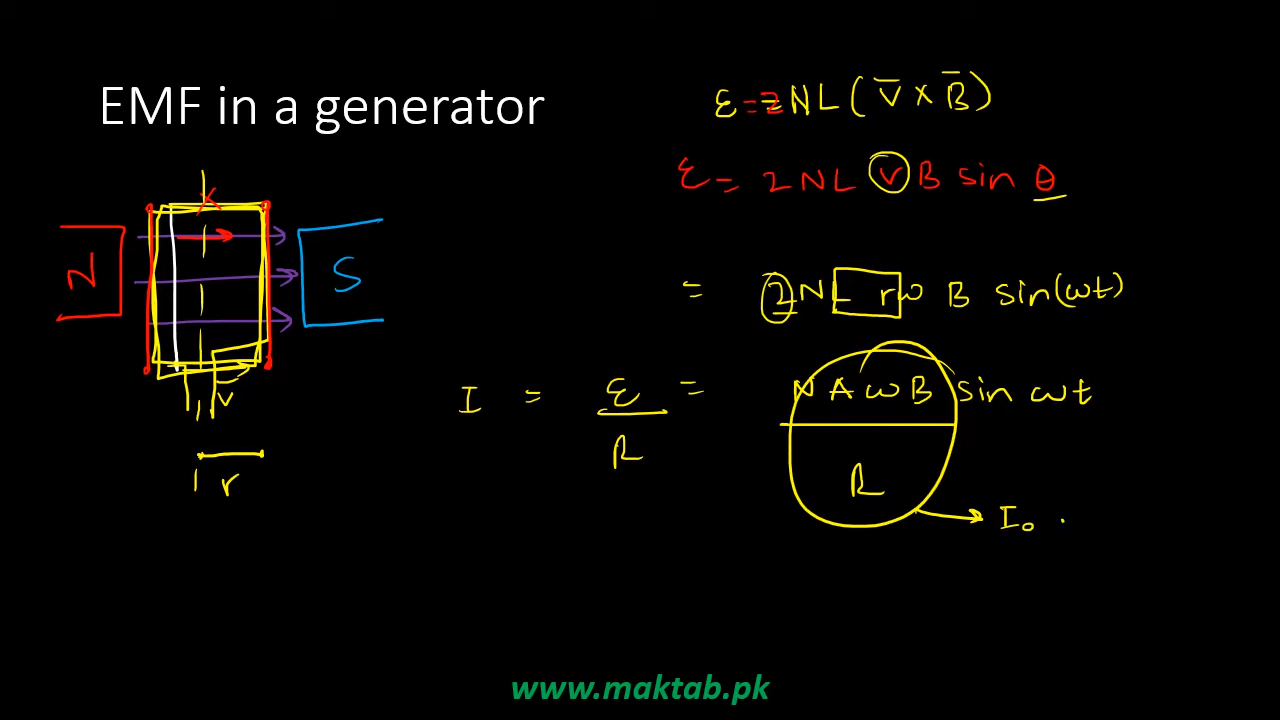 EMF in a generator
ε = 2NL(v̅ × B̅)
ε = 2NL v B sin θ
= 2NL rω B sin(ωt)
I = ε/R = NAωB/R sin ωt
I₀
X
N
S
v
r
www.maktab.pk